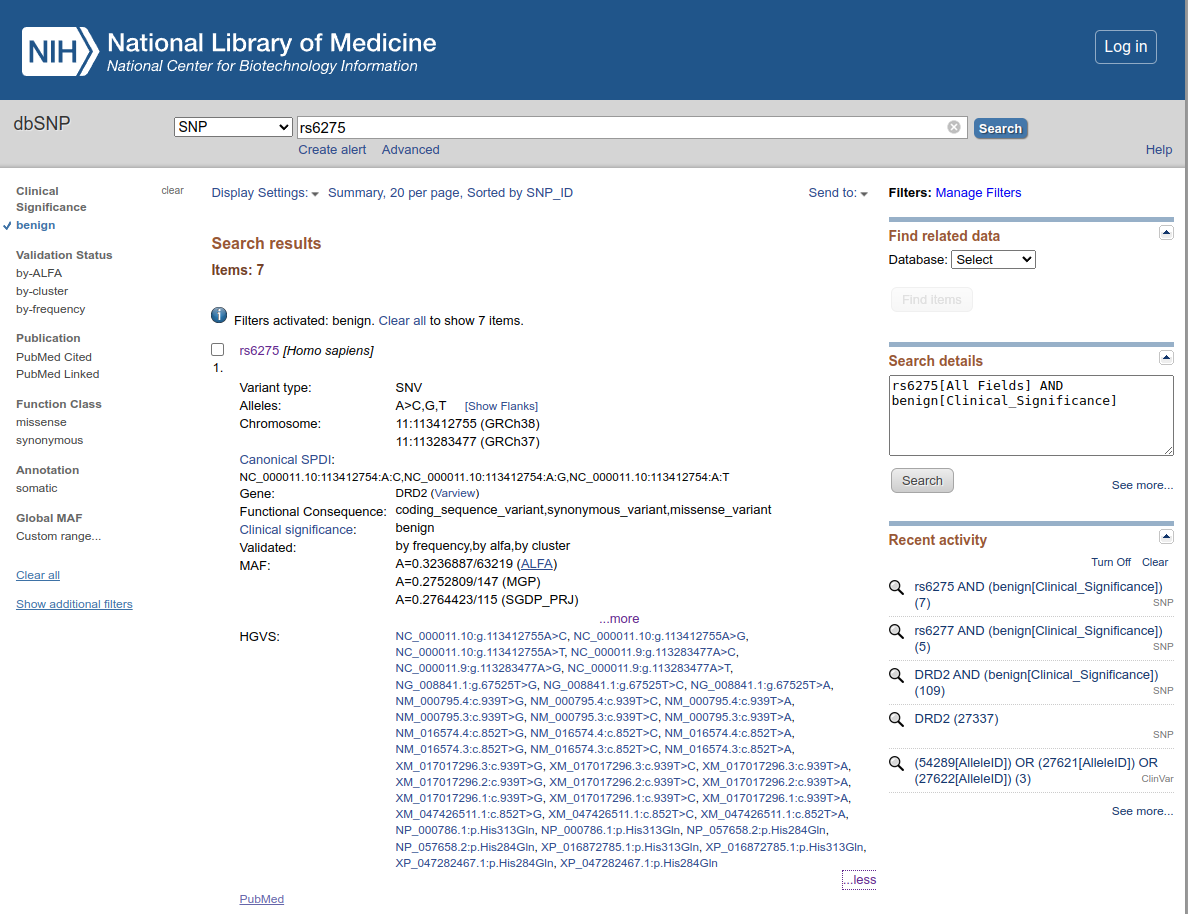 NIH National Library of Medicine
National Center for Biotechnology Information
Log in
dbSNP
SNP
rs6275
Search
Create alert Advanced
Help
Clinical
Significance
clear
benign
Validation Status
by-ALFA
by-cluster
by-frequency
Publication
PubMed Cited
PubMed Linked
Function Class
missense
synonymous
Annotation
somatic
Global MAF
Custom range...
Clear all
Show additional filters
Display Settings: Summary, 20 per page, Sorted by SNP_ID
Send to:
Search results
Items: 7
Filters activated: benign. Clear all to show 7 items.
rs6275 [Homo sapiens]
1.
Variant type: SNV
Alleles: A>C,G,T [Show Flanks]
Chromosome: 11:113412755 (GRCh38)
11:113283477 (GRCh37)
Canonical SPDI:
NC_000011.10:113412754:A:C,NC_000011.10:113412754:A:G,NC_000011.10:113412754:A:T
Gene: DRD2 (Varview)
Functional Consequence: coding_sequence_variant,synonymous_variant,missense_variant
Clinical significance: benign
Validated: by frequency,by alfa,by cluster
MAF: A=0.3236887/63219 (ALFA)
A=0.2752809/147 (MGP)
A=0.2764423/115 (SGDP_PRJ)
...more
HGVS: NC_000011.10:g.113412755A>C, NC_000011.10:g.113412755A>G,
NC_000011.10:g.113412755A>T, NC_000011.9:g.113283477A>C,
NC_000011.9:g.113283477A>G, NC_000011.9:g.113283477A>T,
NG_008841.1:g.67525T>G, NG_008841.1:g.67525T>C, NG_008841.1:g.67525T>A,
NM_000795.4:c.939T>G, NM_000795.4:c.939T>C, NM_000795.4:c.939T>A,
NM_000795.3:c.939T>G, NM_000795.3:c.939T>C, NM_000795.3:c.939T>A,
NM_016574.4:c.852T>G, NM_016574.4:c.852T>C, NM_016574.4:c.852T>A,
NM_016574.3:c.852T>G, NM_016574.3:c.852T>C, NM_016574.3:c.852T>A,
XM_017017296.3:c.939T>G, XM_017017296.3:c.939T>C, XM_017017296.3:c.939T>A,
XM_017017296.2:c.939T>G, XM_017017296.2:c.939T>C, XM_017017296.2:c.939T>A,
XM_017017296.1:c.939T>G, XM_017017296.1:c.939T>C, XM_017017296.1:c.939T>A,
XM_047426511.1:c.852T>G, XM_047426511.1:c.852T>C, XM_047426511.1:c.852T>A,
NP_000786.1:p.His313Gln, NP_000786.1:p.His313Gln, NP_057658.2:p.His284Gln,
NP_057658.2:p.His284Gln, XP_016872785.1:p.His313Gln, XP_016872785.1:p.His313Gln,
XP_047282467.1:p.His284Gln, XP_047282467.1:p.His284Gln
...less
PubMed
Filters: Manage Filters
Find related data
Database: Select
Find items
Search details
rs6275[All Fields] AND
benign[Clinical_Significance]
Search
See more...
Recent activity
Turn Off Clear
rs6275 AND (benign[Clinical_Significance])
(7)
SNP
rs6277 AND (benign[Clinical_Significance])
(5)
SNP
DRD2 AND (benign[Clinical_Significance])
(109)
SNP
DRD2 (27337)
SNP
(54289[AlleleID]) OR (27621[AlleleID]) OR
(27622[AlleleID]) (3)
ClinVar
See more...